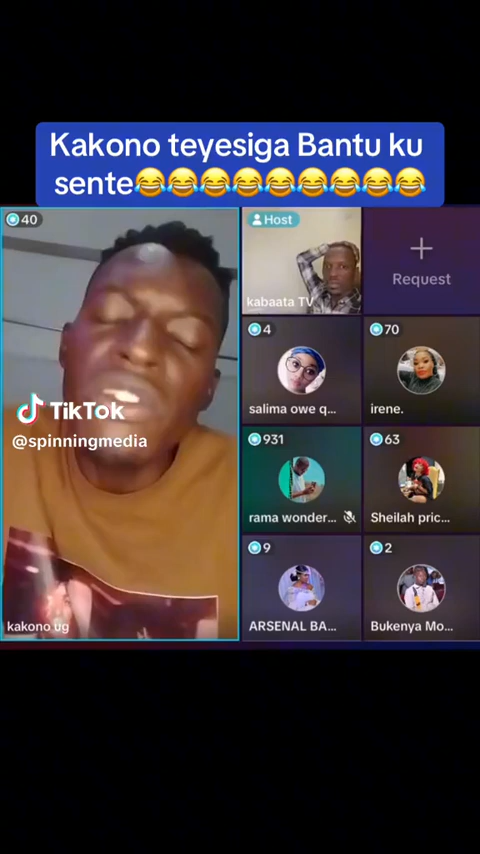 Kakono teyesiga Bantu ku
sente😂😂😂😂😂😂😂😂😂
40
Host
kabaata TV
Request
4
salima owe q...
70
irene.
TikTok
@spinningmedia
931
rama wonder...
63
Sheilah pric...
kakono.ug
9
ARSENAL BA...
2
Bukenya Mo...